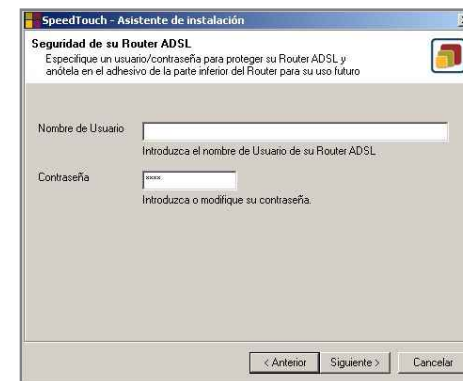 SpeedTouch - Asistente de instalación
Seguridad de su Router ADSL
Especifique un usuario/contraseña para proteger su Router ADSL y
anótela en el adhesivo de la parte inferior del Router para su uso futuro
Nombre de Usuario
Introduzca el nombre de Usuario de su Router ADSL
Contraseña
****
Introduzca o modifique su contraseña.
< Anterior Siguiente > Cancelar